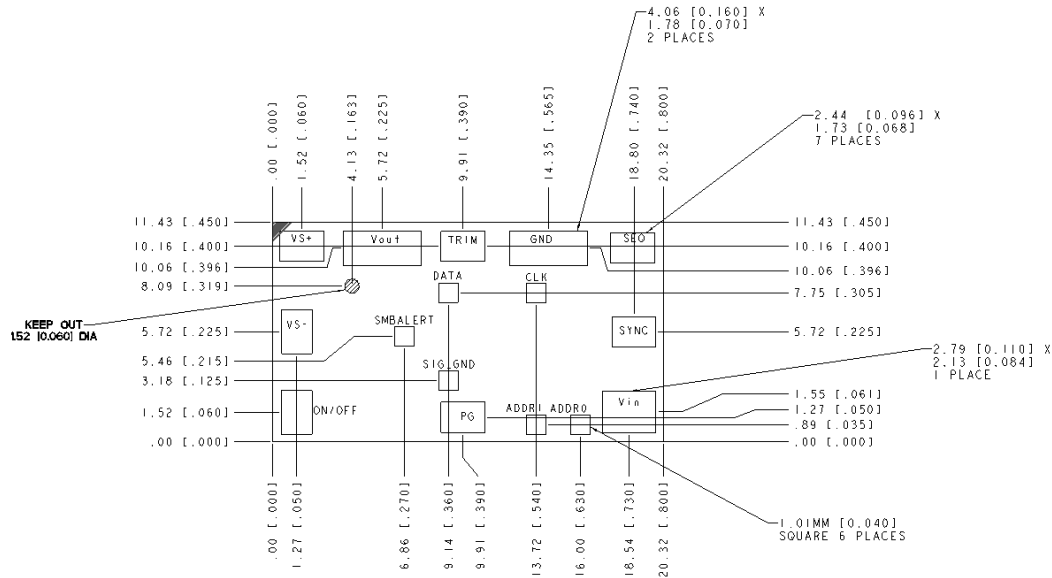 4.06 [0.160] X
1.78 [0.070]
2 PLACES
2.44 [0.096] X
1.73 [0.068]
7 PLACES
.00 [.000]
1.52 [.060]
4.13 [.163]
5.72 [.225]
9.91 [.390]
14.35 [.565]
18.80 [.740]
20.32 [.800]
11.43 [.450]
11.43 [.450]
VS+
Vout
TRIM
GND
SEQ
10.16 [.400]
10.16 [.400]
10.06 [.396]
10.06 [.396]
DATA
CLK
8.09 [.319]
7.75 [.305]
KEEP OUT
1.52 [0.060] DIA
VS-
SMBALERT
SYNC
5.72 [.225]
5.72 [.225]
5.46 [.215]
SIG_GND
3.18 [.125]
2.79 [0.110] X
2.13 [0.084]
1 PLACE
1.52 [.060]
ON/OFF
PG
ADDR1
ADDR0
Vin
1.55 [.061]
1.27 [.050]
.89 [.035]
.00 [.000]
.00 [.000]
.00 [.000]
1.27 [.050]
6.86 [.270]
9.14 [.360]
9.91 [.390]
13.72 [.540]
16.00 [.630]
18.54 [.730]
20.32 [.800]
1.01MM [0.040]
SQUARE 6 PLACES